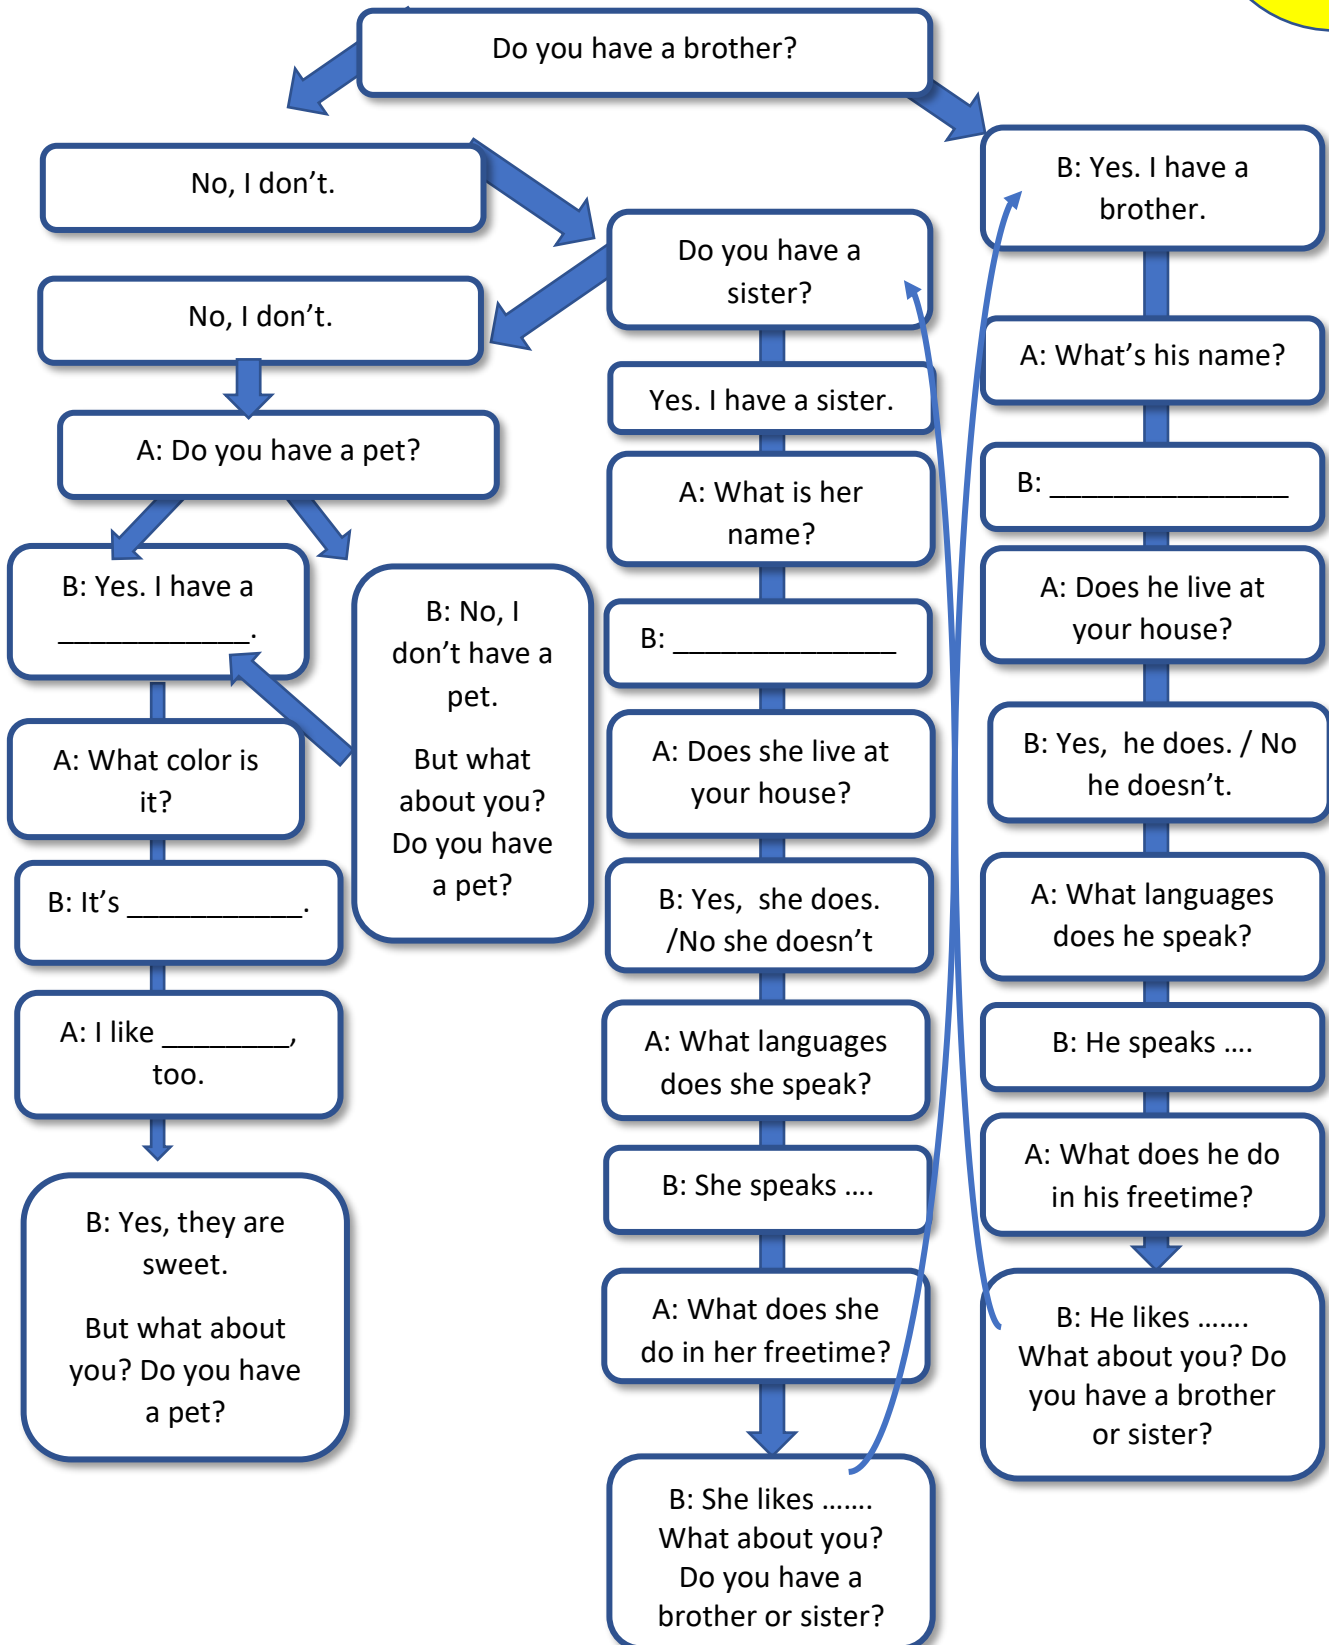 Do you have a brother?
No, I don't.
B: Yes. I have a
brother.
Do you have a
sister?
No, I don't.
A: What's his name?
Yes. I have a sister.
A: Do you have a pet?
A: What is her
name?
B: _______________
B: Yes. I have a
____________.
B: No, I
don't have a
pet.
But what
about you?
Do you have
a pet?
B: ______________
A: Does he live at
your house?
A: What color is
it?
A: Does she live at
your house?
B: Yes,  he does. / No
he doesn't.
B: It's ___________.
B: Yes,  she does.
/No she doesn't
A: What languages
does he speak?
A: I like ________,
too.
A: What languages
does she speak?
B: He speaks ....
B: Yes, they are
sweet.
But what about
you? Do you have
a pet?
B: She speaks ....
A: What does he do
in his freetime?
A: What does she
do in her freetime?
B: He likes .......
What about you? Do
you have a brother
or sister?
B: She likes .......
What about you?
Do you have a
brother or sister?